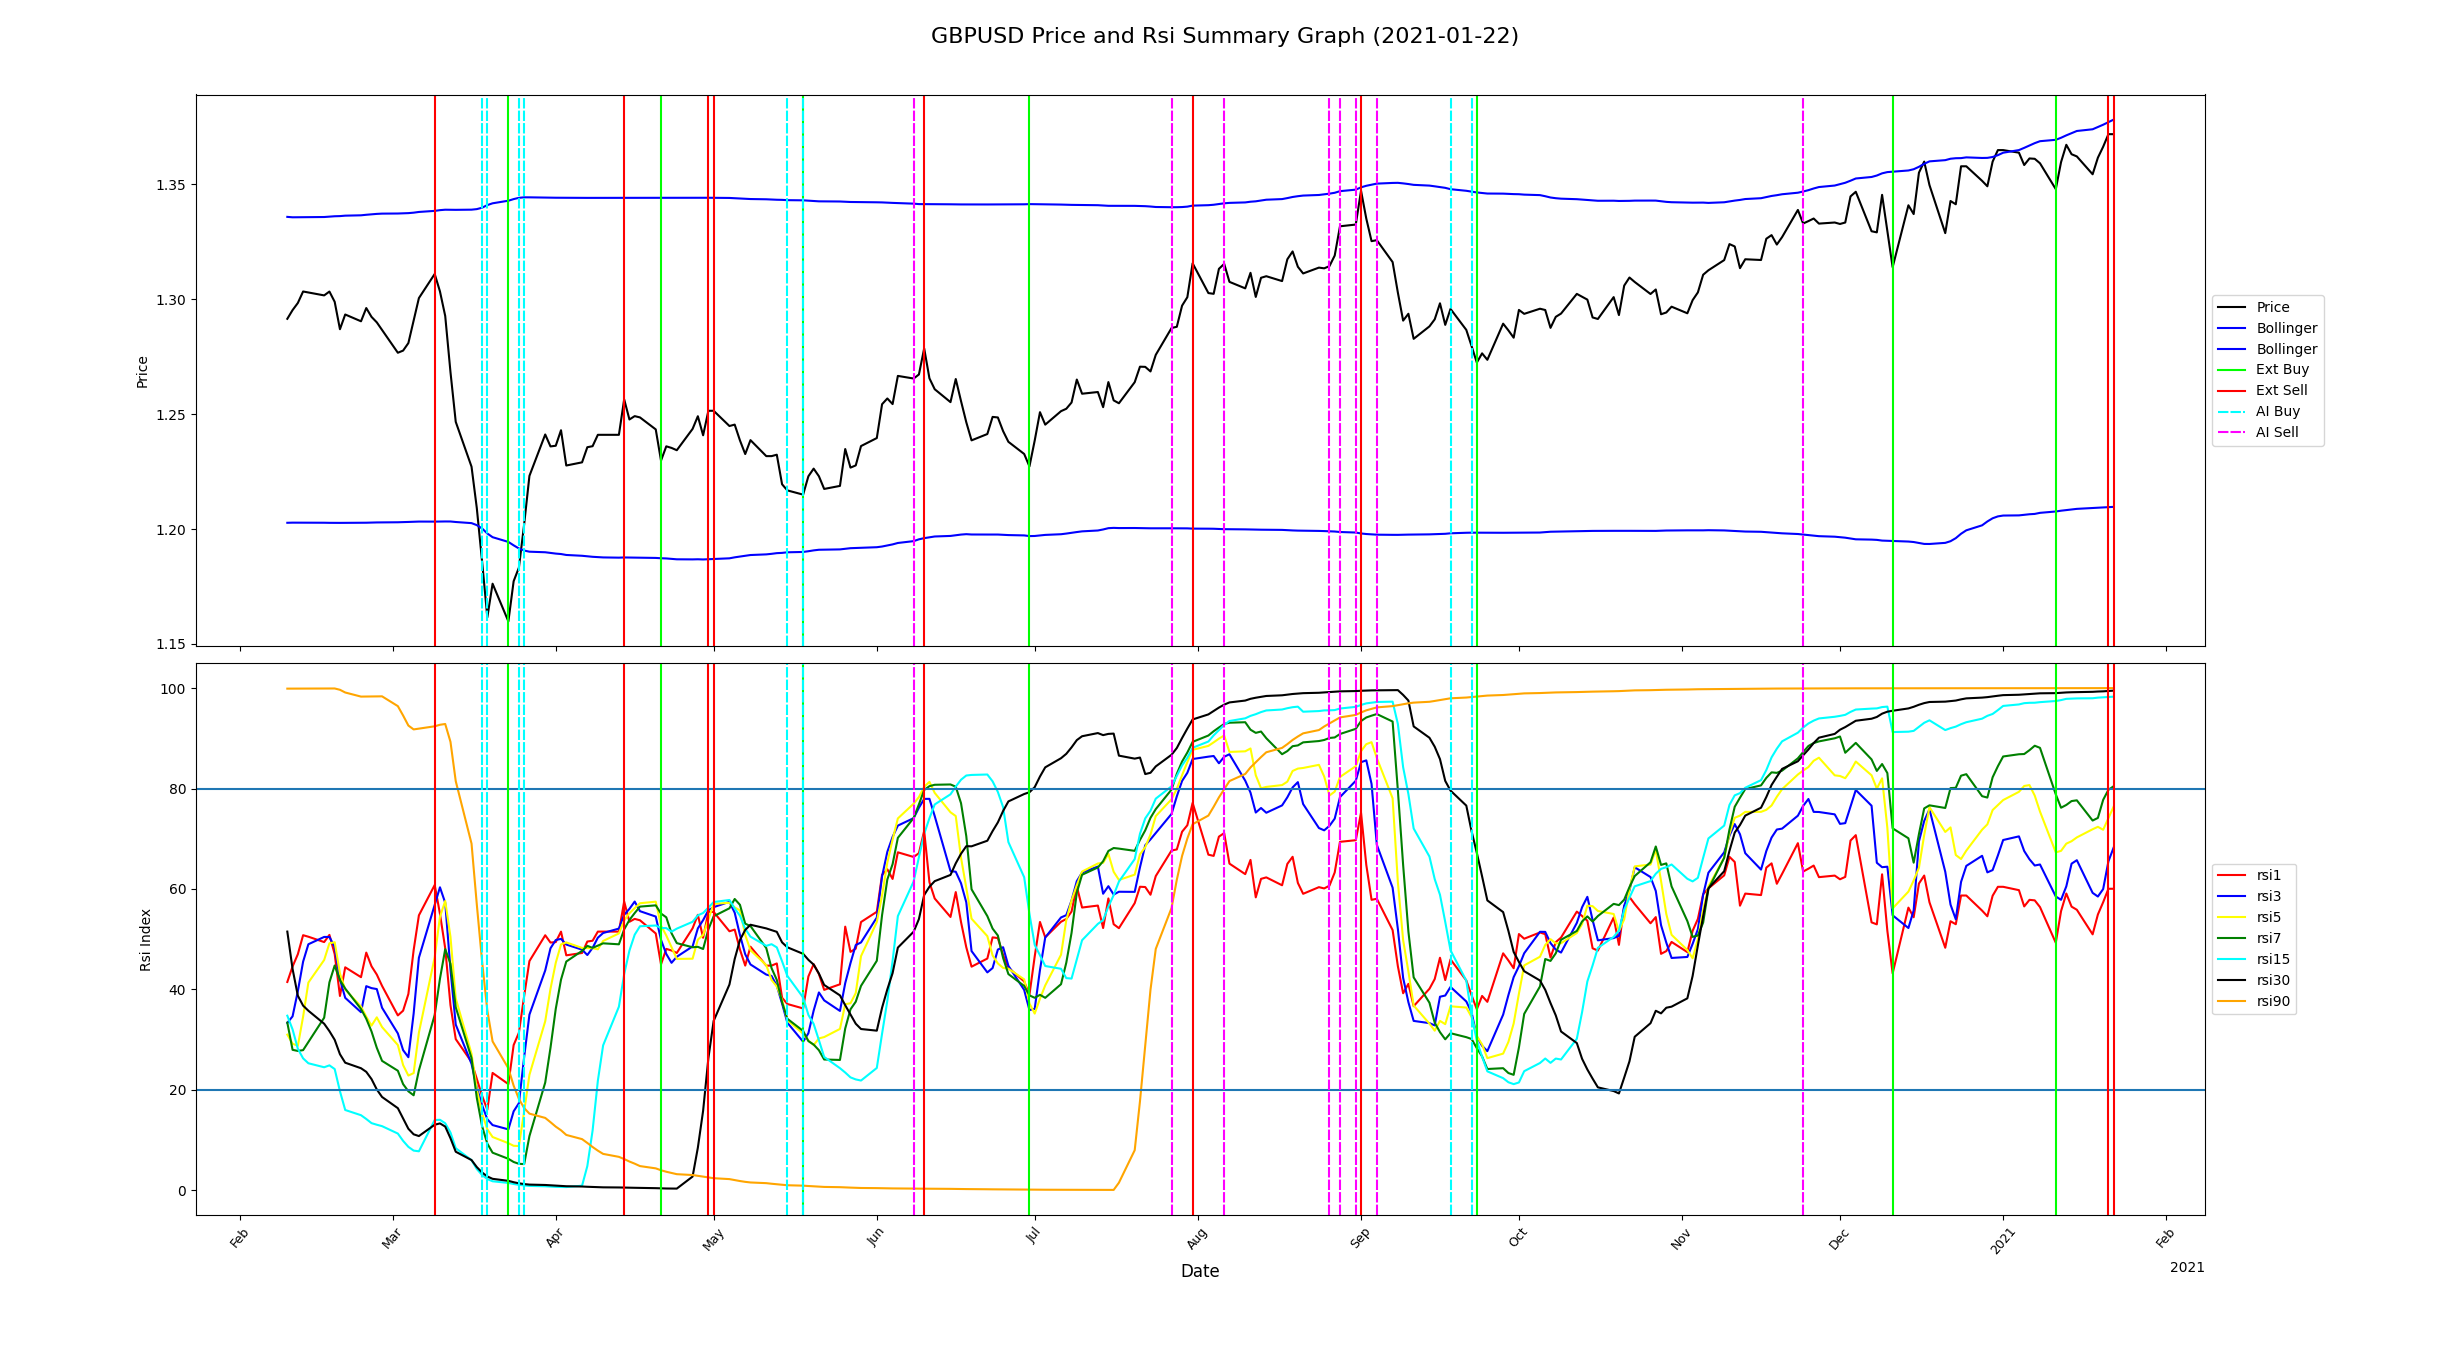 GBPUSD Price and Rsi Summary Graph (2021-01-22)
Price
1.35
1.30
1.25
1.20
1.15
Price
Bollinger
Bollinger
Ext Buy
Ext Sell
AI Buy
AI Sell
Rsi Index
100
80
60
40
20
0
rsi1
rsi3
rsi5
rsi7
rsi15
rsi30
rsi90
Feb
Mar
Apr
May
Jun
Jul
Aug
Sep
Oct
Nov
Dec
2021
Feb
Date
2021